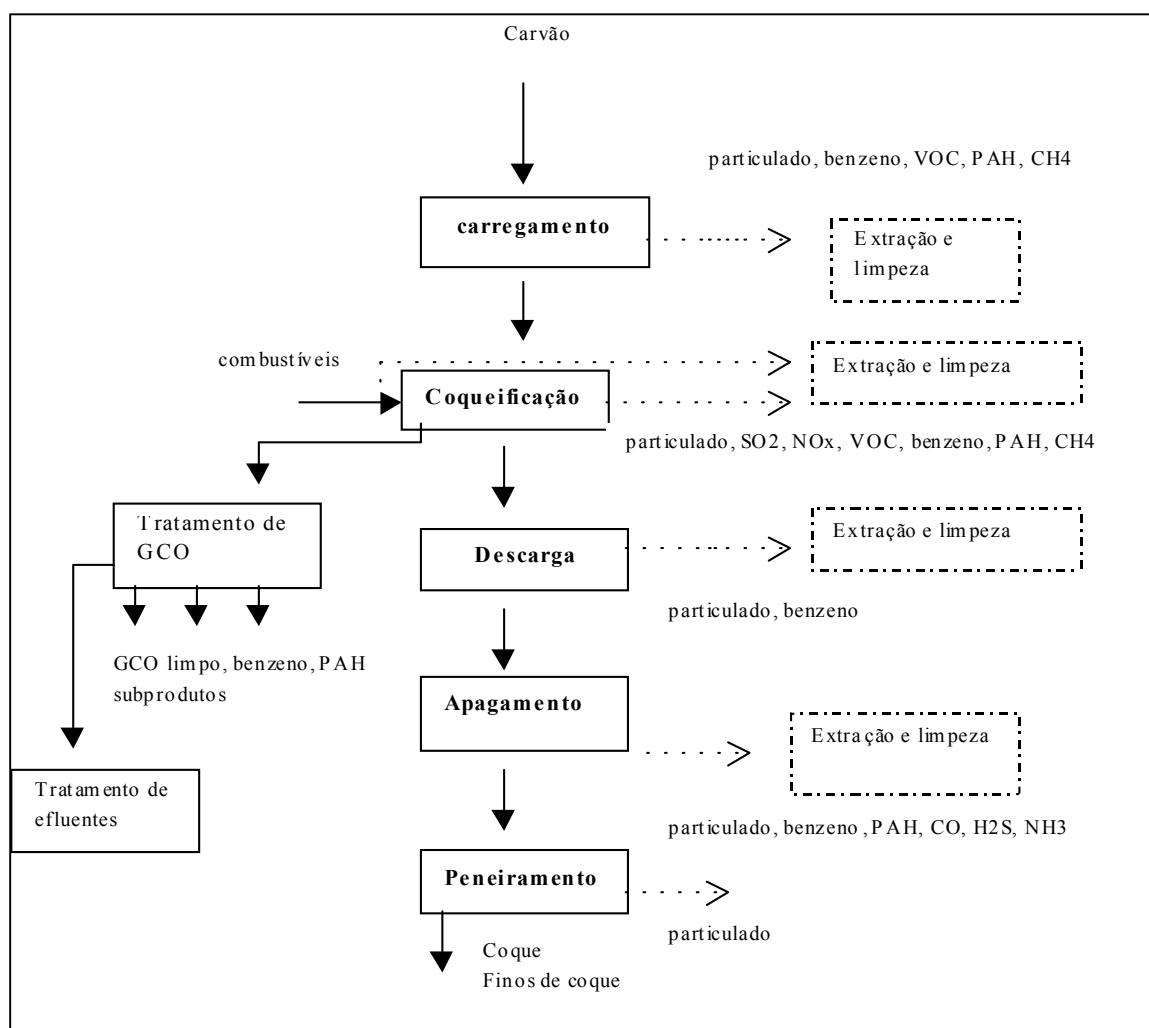 Carvão
particulado, benzeno, VOC, PAH, CH4
carregamento
Extração e
limpeza
combustíveis
Extração e limpeza
Coqueificação
particulado, SO2, NOx, VOC, benzeno, PAH, CH4
Tratamento de
GCO
Extração e limpeza
Descarga
particulado, benzeno
GCO limpo, benzeno, PAH
subprodutos
Apagamento
Extração e limpeza
Tratamento de
efluentes
particulado, benzeno ,PAH, CO, H2S, NH3
Peneiramento
particulado
Coque
Finos de coque